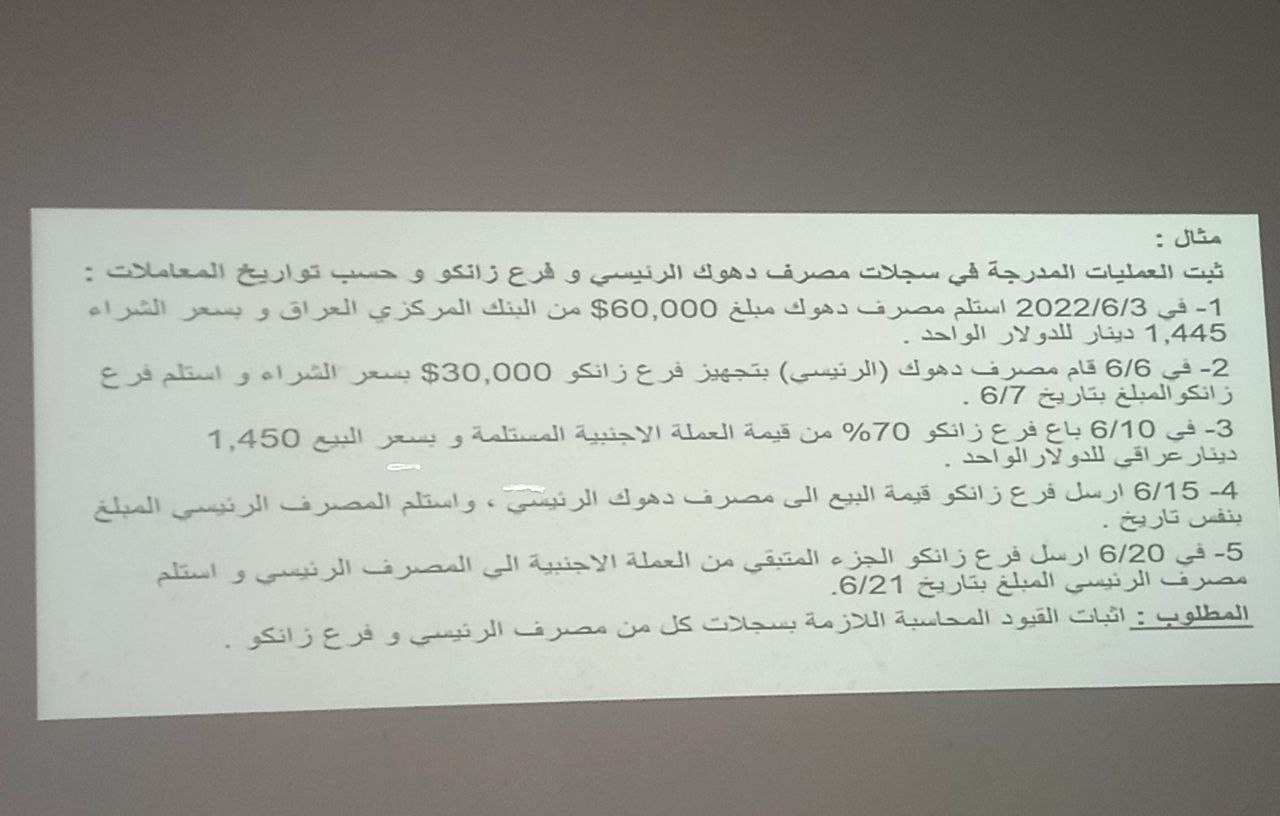 مثال :
ثبت العمليات المدرجة في سجلات مصرف دهوك الرئيسي و فرع زانكو و حسب تواريخ المعاملات :
1- في 2022/6/3 استلم مصرف دهوك مبلغ 60,000$ من البنك المركزي العراق و بسعر الشراء
1,445 دينار للدولار الواحد .
2- في 6/6 قام مصرف دهوك (الرئيسي) بتجهيز فرع زانكو 30,000$ بسعر الشراء و استلم فرع
زانكو المبلغ بتاريخ 6/7 .
3- في 6/10 باع فرع زانكو 70% من قيمة العملة الاجنبية المستلمة و بسعر البيع 1,450
دينار عراقي للدولار الواحد .
4- 6/15 ارسل فرع زانكو قيمة البيع الى مصرف دهوك الرئيسي ، واستلم المصرف الرئيسي المبلغ
بنفس تاريخ .
5- في 6/20 ارسل فرع زانكو الجزء المتبقي من العملة الاجنبية الى المصرف الرئيسي و استلم
مصرف الرئيسي المبلغ بتاريخ 6/21.
المطلوب : اثبات القيود المحاسبة اللازمة بسجلات كل من مصرف الرئيسي و فرع زانكو .